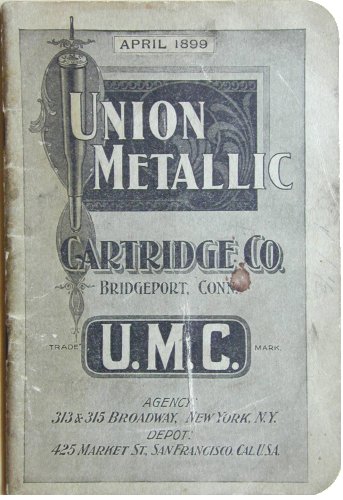 APRIL 1899
UNION
METALLIC
CARTRIDGE CO.
BRIDGEPORT, CONN.
TRADE U.M.C. MARK.
AGENCY:
313 & 315 BROADWAY, NEW YORK, N.Y.
DEPOT:
425 MARKET ST, SAN FRANCISCO, CAL. U.S.A.